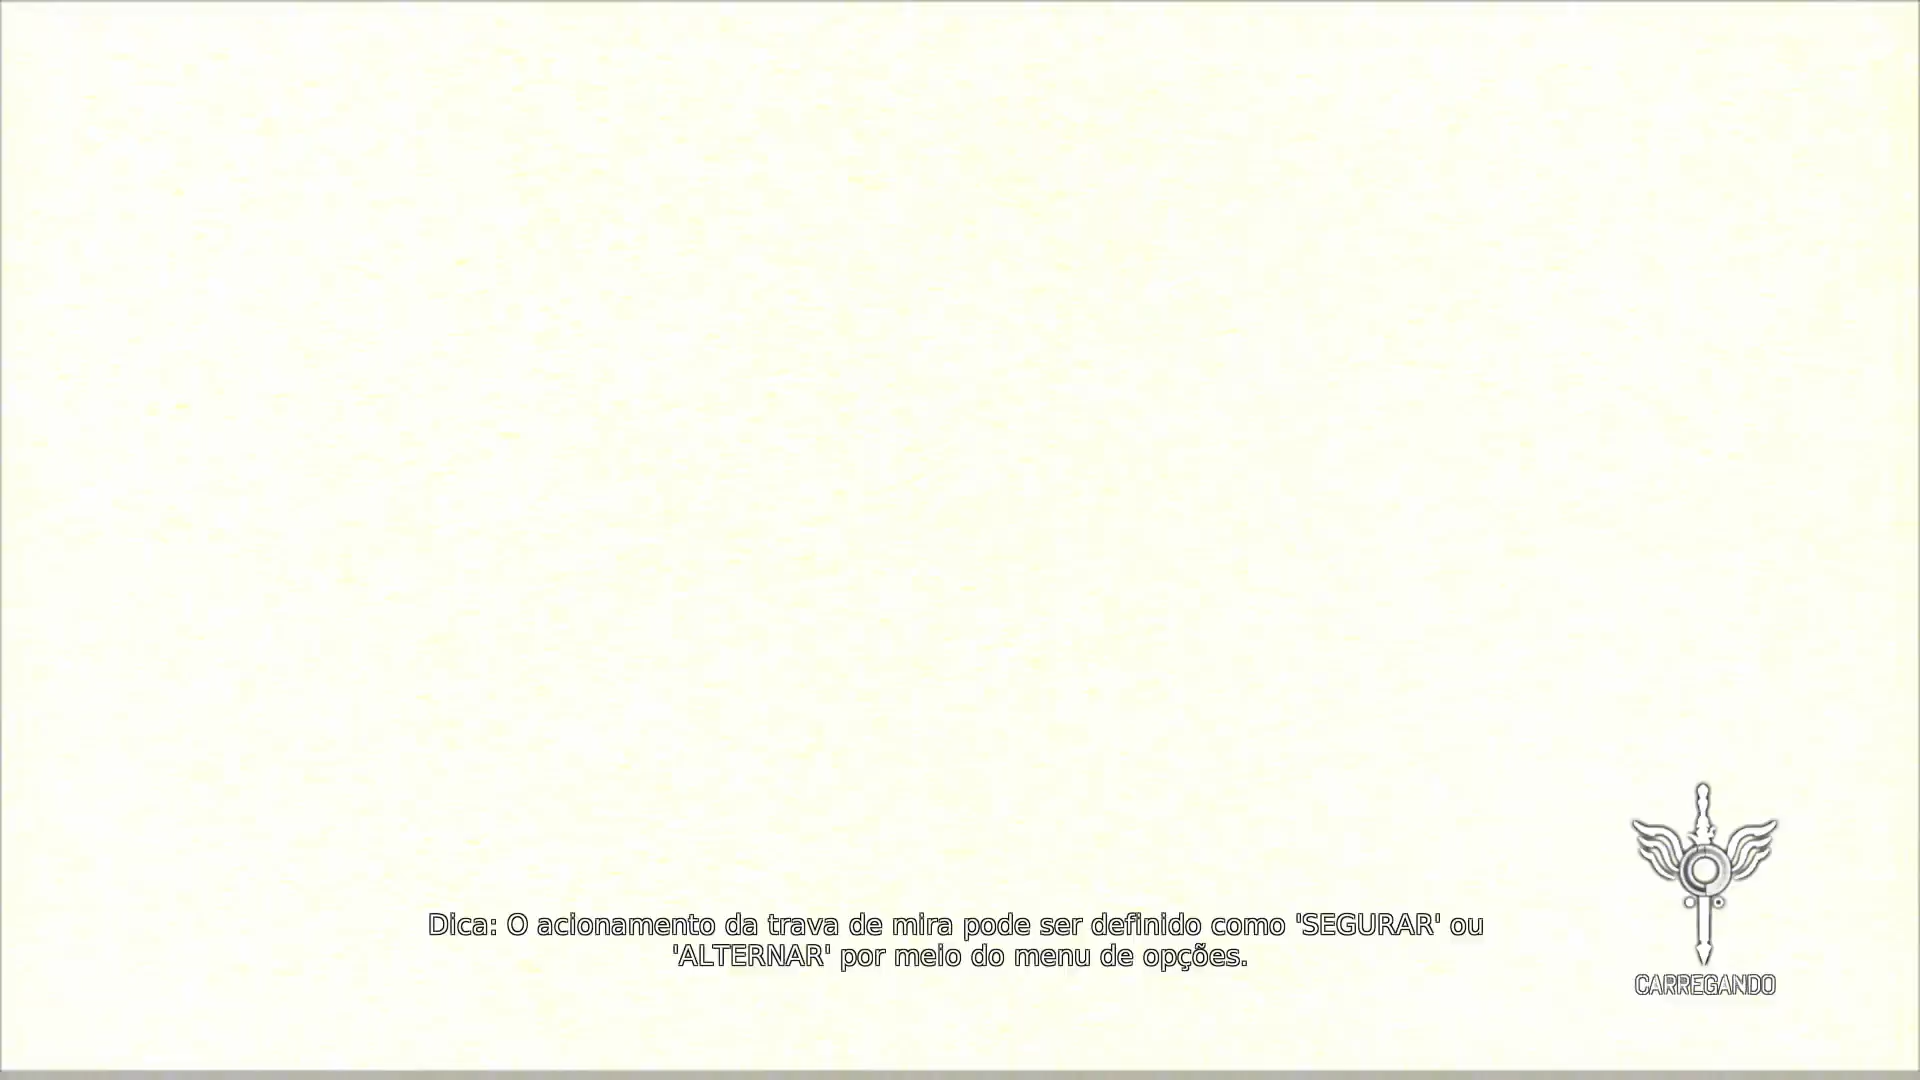 Dica: O acionamento da trava de mira pode ser definido como 'SEGURAR' ou
'ALTERNAR' por meio do menu de opções.
CARREGANDO